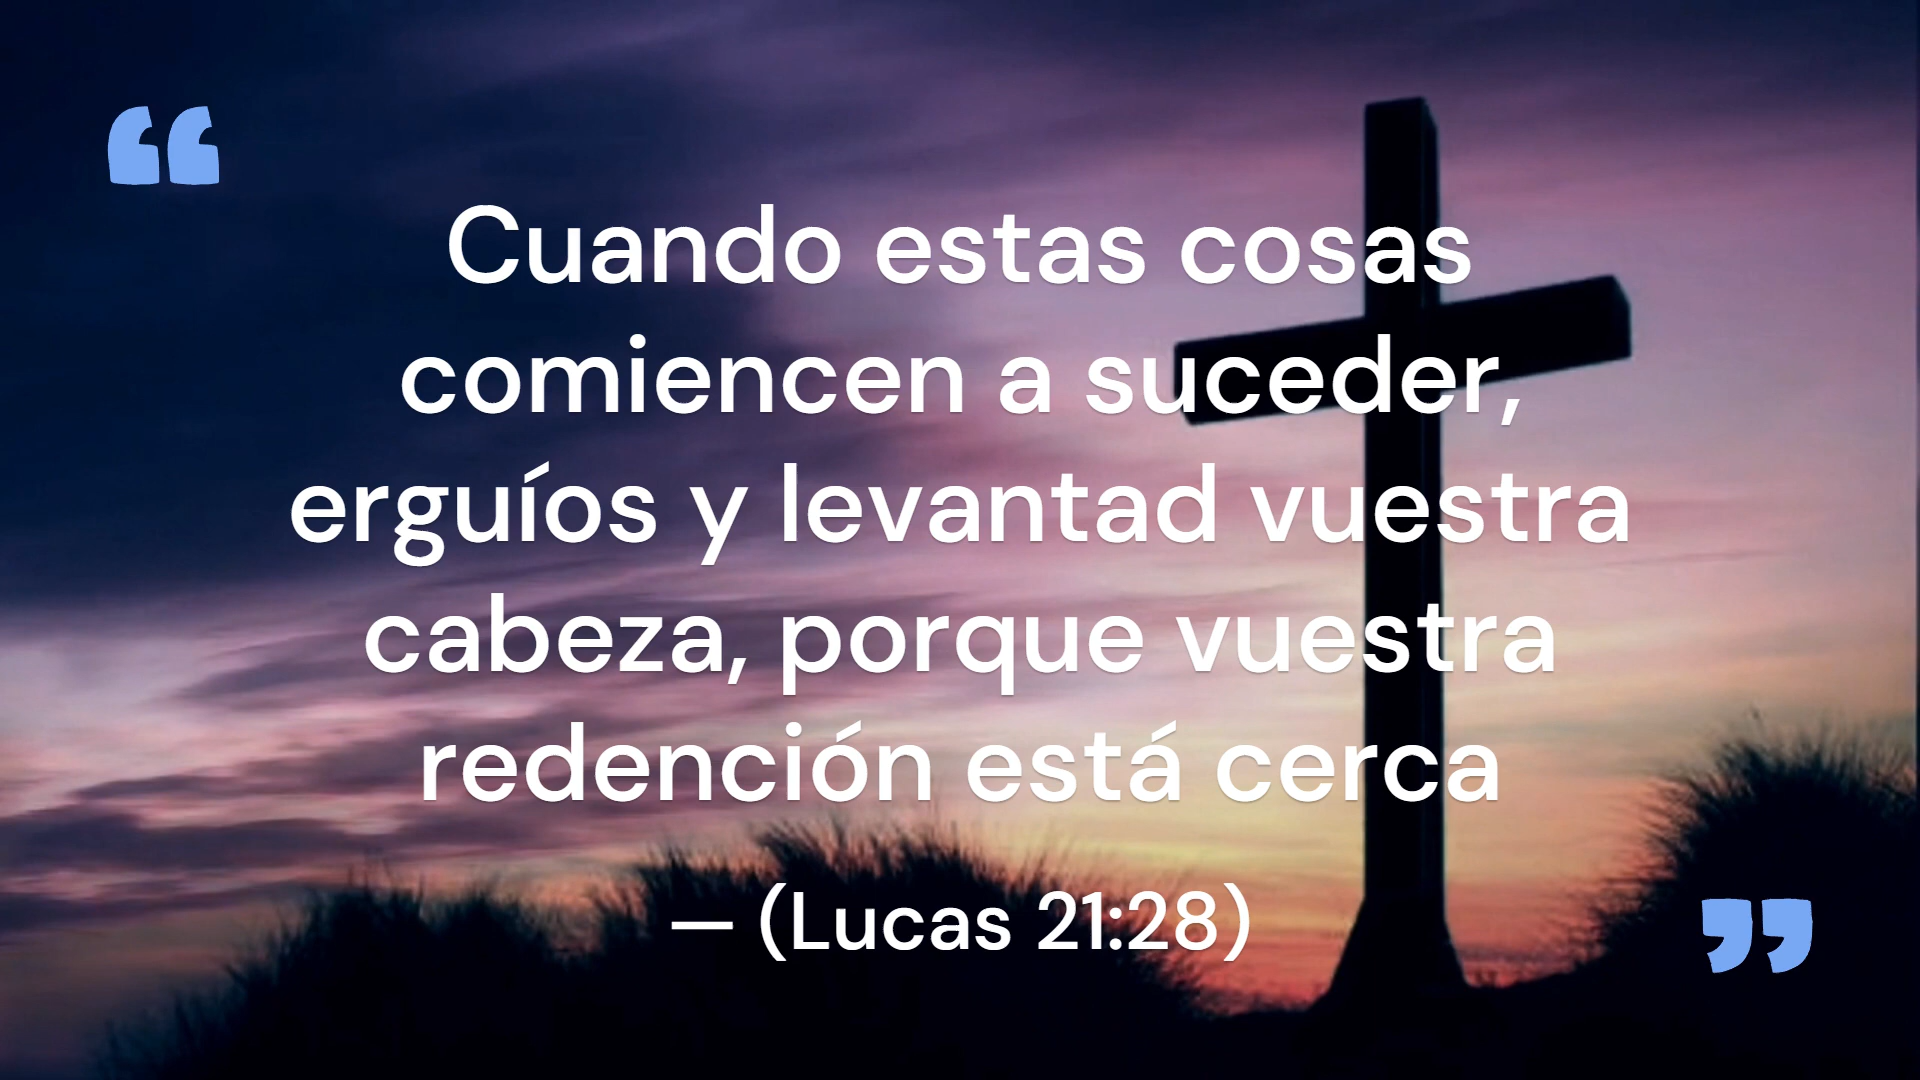 “
Cuando estas cosas
comiencen a suceder,
erguíos y levantad vuestra
cabeza, porque vuestra
redención está cerca
— (Lucas 21:28)
”